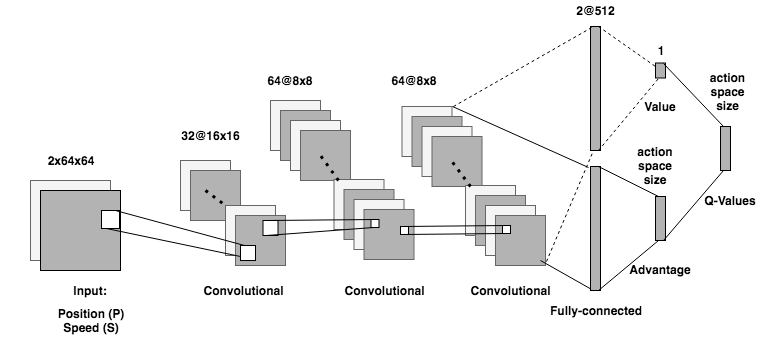 2@512
1
64@8x8
64@8x8
action
space
size
Value
32@16x16
2x64x64
action
space
size
Q-Values
Advantage
Input:
Convolutional
Convolutional
Convolutional
Position (P)
Speed (S)
Fully-connected